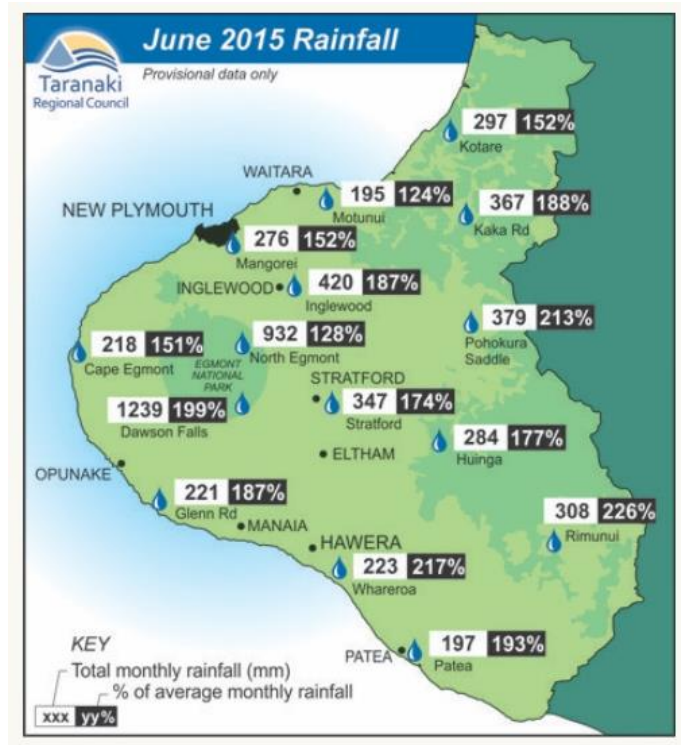 June 2015 Rainfall
Taranaki
Regional Council
Provisional data only
297 152%
Kotare
WAITARA
195 124%
Motunui
367 188%
Kaka Rd
NEW PLYMOUTH
276 152%
Mangorei
INGLEWOOD
420 187%
Inglewood
932 128%
North Egmont
379 213%
Pohokura
Saddle
218 151%
Cape Egmont
EGMONT
NATIONAL
PARK
STRATFORD
347 174%
Stratford
1239 199%
Dawson Falls
284 177%
Huinga
ELTHAM
OPUNAKE
221 187%
Glenn Rd
MANAIA
308 226%
Rimunui
HAWERA
223 217%
Whareroa
PATEA
197 193%
Patea
KEY
Total monthly rainfall (mm)
% of average monthly rainfall
xxx yy%